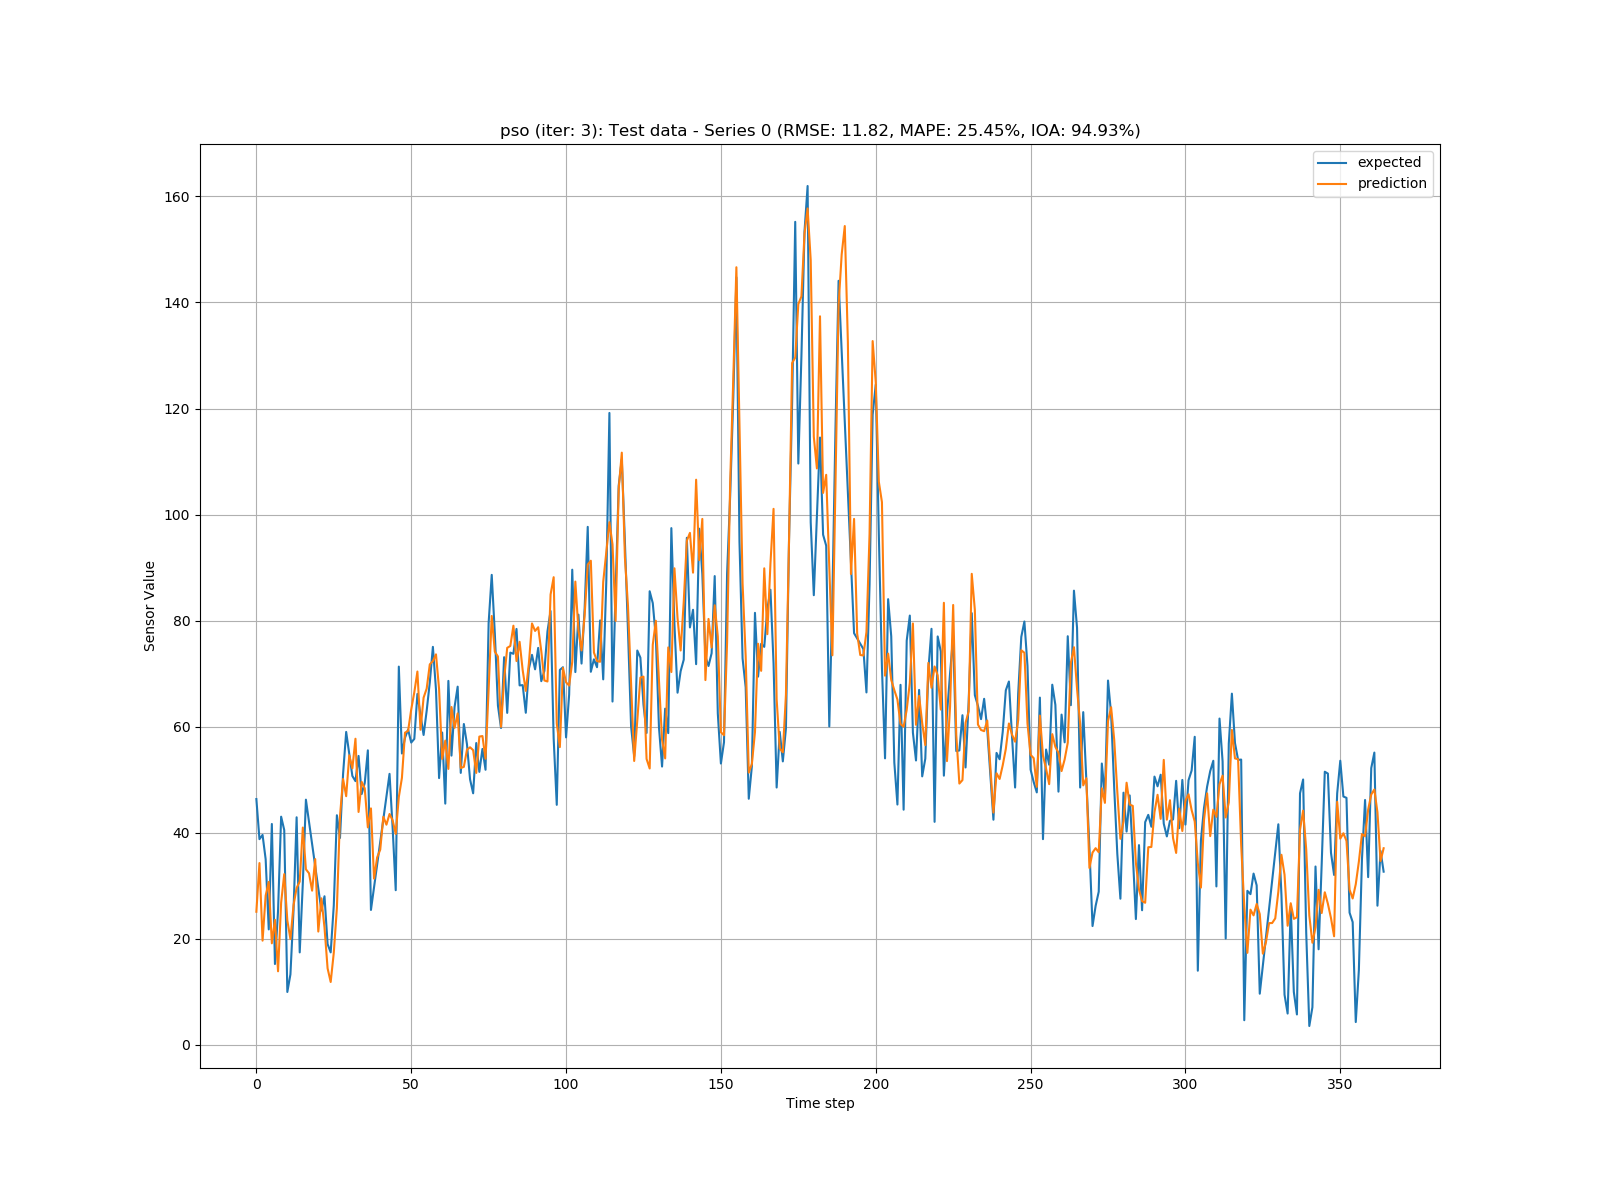 pso (iter: 3): Test data - Series 0 (RMSE: 11.82, MAPE: 25.45%, IOA: 94.93%)
expected
prediction
160
140
120
100
80
60
40
20
0
Sensor Value
0 50 100 150 200 250 300 350
Time step